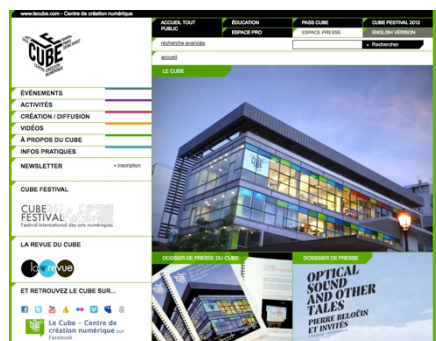 www.lecube.com - Centre de création numérique
ACCUEIL TOUT PUBLIC
ÉDUCATION
PASS CUBE
CUBE FESTIVAL 2012
ESPACE PRO
ESPACE PRESSE
ENGLISH VERSION
recherche avancée
Rechercher
accueil
LE CUBE
LE CUBE
CENTRE CRÉATION NUMÉRIQUE
ÉVÉNEMENTS
ACTIVITÉS
CRÉATION / DIFFUSION
VIDÉOS
À PROPOS DU CUBE
INFOS PRATIQUES
NEWSLETTER
inscription
CUBE FESTIVAL
CUBE
FESTIVAL
Festival international des arts numériques
LA REVUE DU CUBE
la revue
ET RETROUVEZ LE CUBE SUR...
Le Cube - Centre de
création numérique sur
Facebook
DOSSIER DE PRESSE DU CUBE
DOSSSIER DE PRESSE
OPTICAL
SOUND
AND OTHER
TALES
PIERRE BELOÜIN
ET INVITÉS